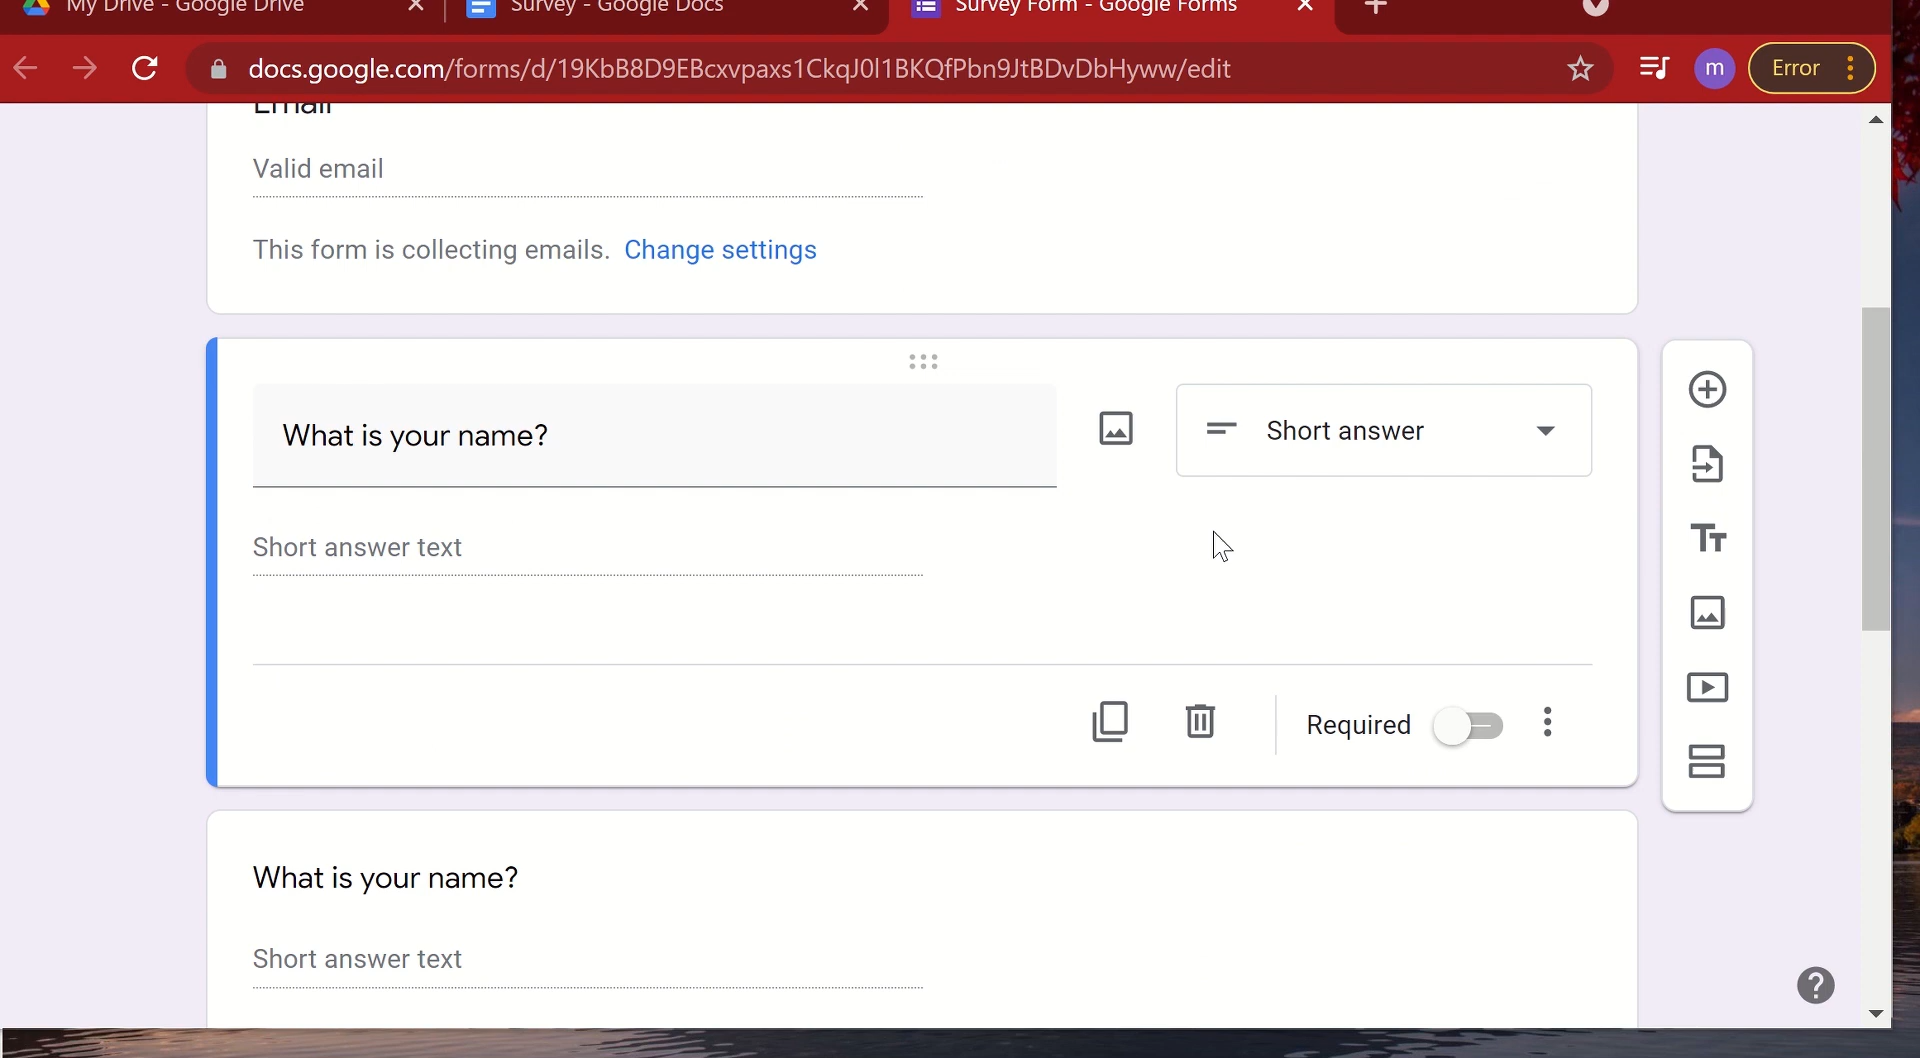 My Drive - Google Drive
Survey - Google Docs
Survey Form - Google Forms
docs.google.com/forms/d/19KbB8D9EBcxvpaxs1CkqJ0l1BKQfPbn9JtBDvDbHyww/edit
m
Error
Email
Valid email
This form is collecting emails. Change settings
What is your name?
Short answer
Short answer text
Required
What is your name?
Short answer text